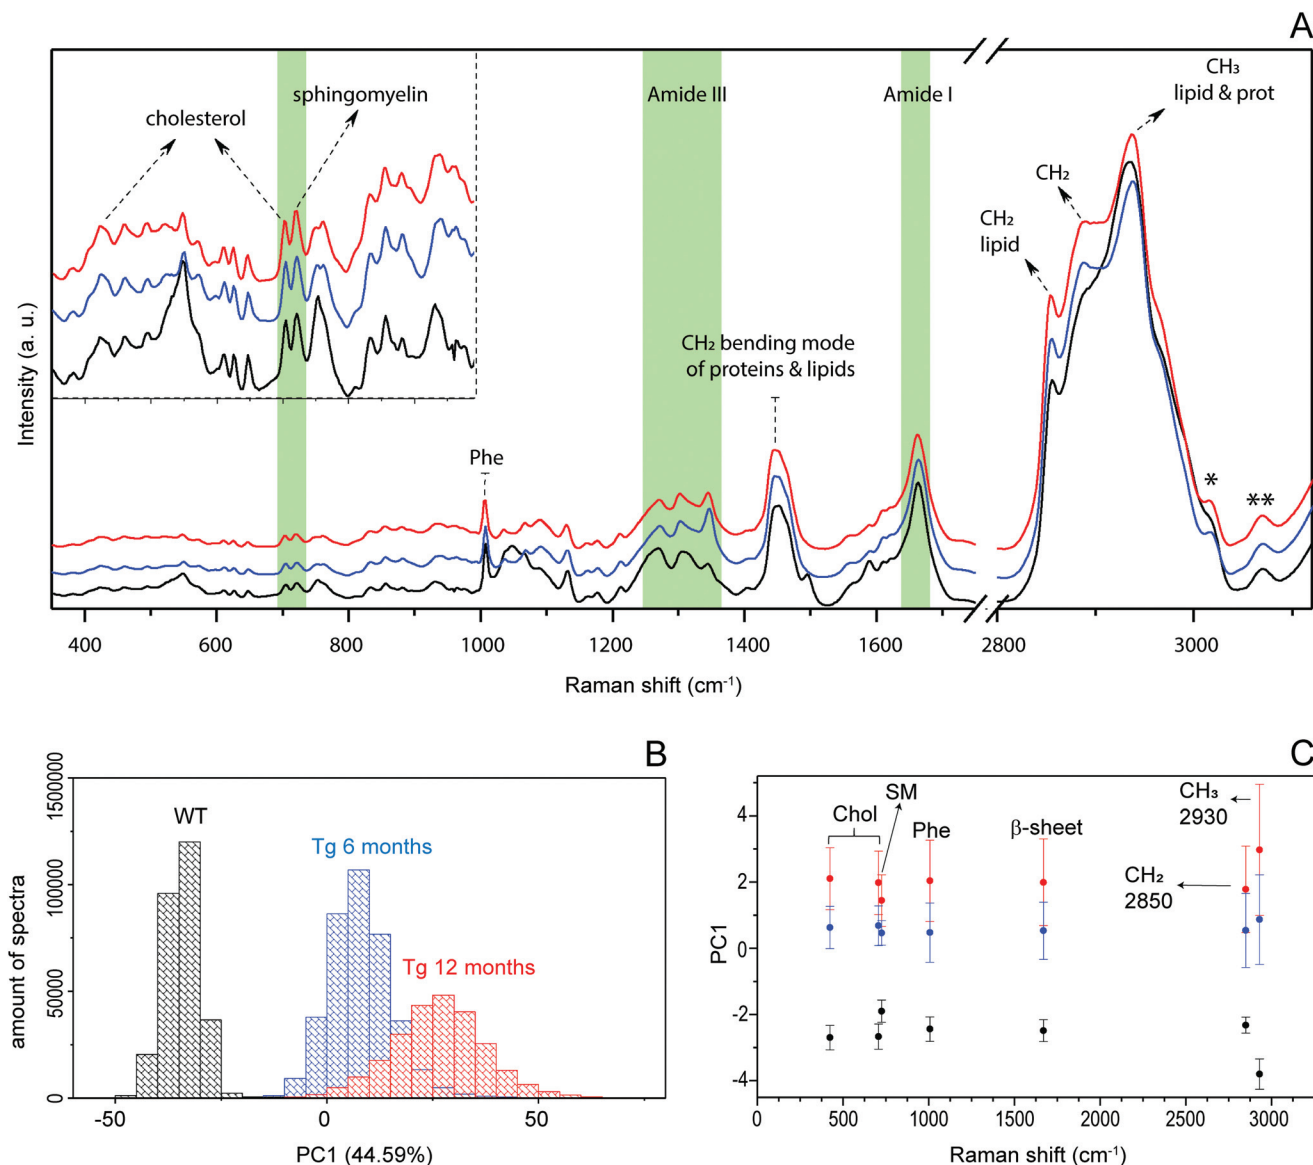 A
CH₃
lipid & prot
sphingomyelin
Amide III
Amide I
cholesterol
CH₂
CH₂
lipid
CH₂ bending mode
of proteins & lipids
Phe
*
**
Intensity (a. u.)
400 600 800 1000 1200 1400 1600 2800 3000
Raman shift (cm⁻¹)
B
1500000
WT
Tg 6 months
Tg 12 months
100000
50000
0
amount of spectra
-50 0 50
PC1 (44.59%)
C
SM
Chol
Phe
β-sheet
CH₃
2930
CH₂
2850
4
2
0
-2
-4
PC1
0 500 1000 1500 2000 2500 3000
Raman shift (cm⁻¹)